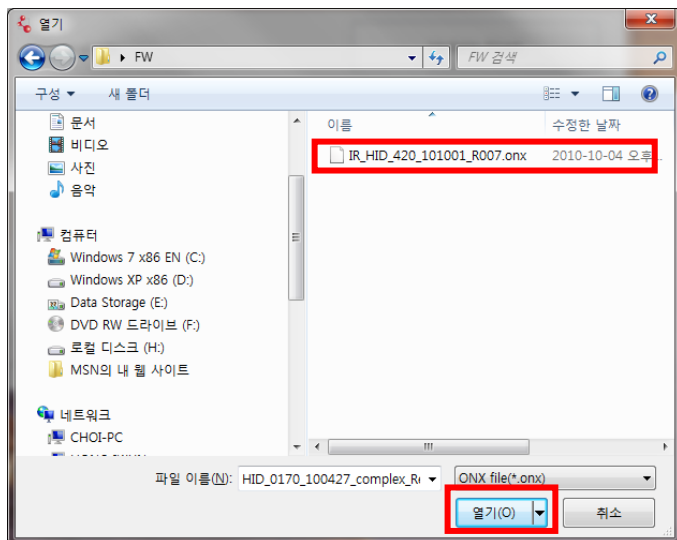 열기
FW
FW 검색
구성
새 폴더
문서
비디오
사진
음악
컴퓨터
Windows 7 x86 EN (C:)
Windows XP x86 (D:)
Data Storage (E:)
DVD RW 드라이브 (F:)
로컬 디스크 (H:)
MSN의 내 웹 사이트
네트워크
CHOI-PC
이름
수정한 날짜
IR_HID_420_101001_R007.onx
2010-10-04 오후...
파일 이름(N):
HID_0170_100427_complex_R
ONX file(*.onx)
열기(O)
취소